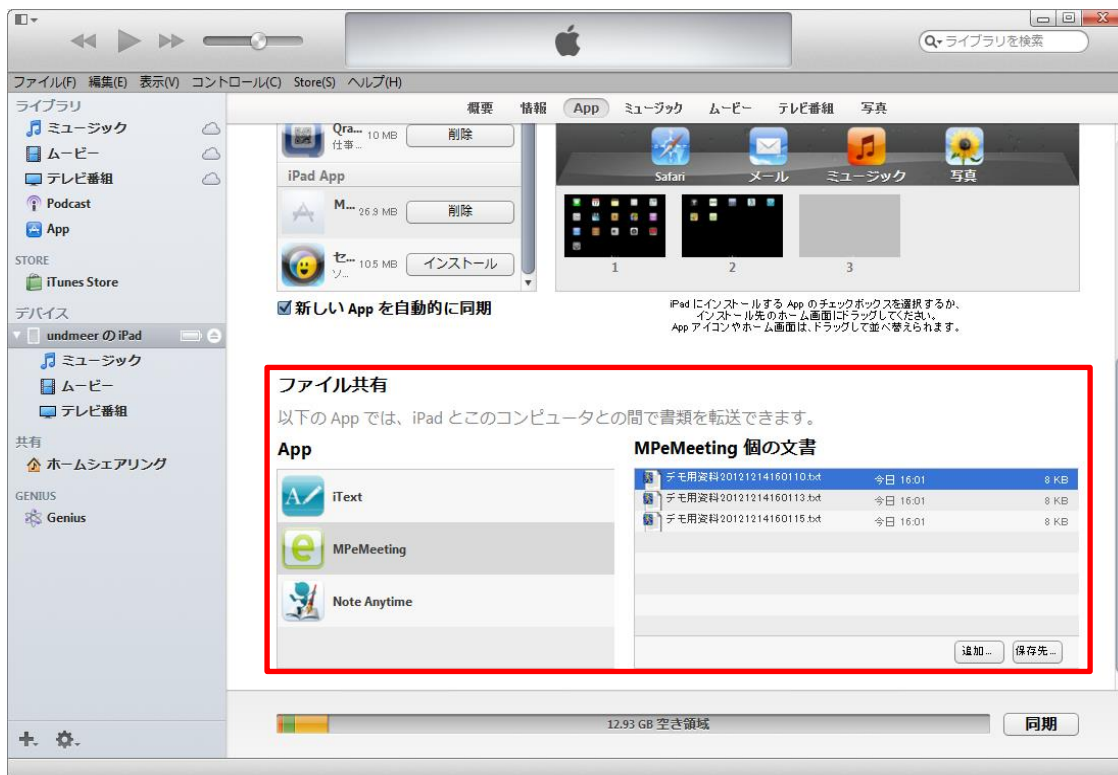 ライブラリを検索
ファイル(F) 編集(E) 表示(V) コントロール(C) Store(S) ヘルプ(H)
ライブラリ
ミュージック
ムービー
テレビ番組
Podcast
App
STORE
iTunes Store
デバイス
undmeer の iPad
ミュージック
ムービー
テレビ番組
共有
ホームシェアリング
GENIUS
Genius
概要 情報 App ミュージック ムービー テレビ番組 写真
Qra... 10 MB 削除
仕事...
iPad App
M... 26.9 MB 削除
セ... 10.5 MB インストール
ソ...
新しい App を自動的に同期
Safari メール ミュージック 写真
1 2 3
iPad にインストールする App のチェックボックスを選択するか、
インストール先のホーム画面にドラッグしてください。
App アイコンやホーム画面は、ドラッグして並べ替えられます。
ファイル共有
以下の App では、iPad とこのコンピュータとの間で書類を転送できます。
App
iText
MPeMeeting
Note Anytime
MPeMeeting 個の文書
デモ用資料20121214160110.txt 今日 16:01 8 KB
デモ用資料20121214160113.txt 今日 16:01 8 KB
デモ用資料20121214160115.txt 今日 16:01 8 KB
追加... 保存先...
12.93 GB 空き領域 同期